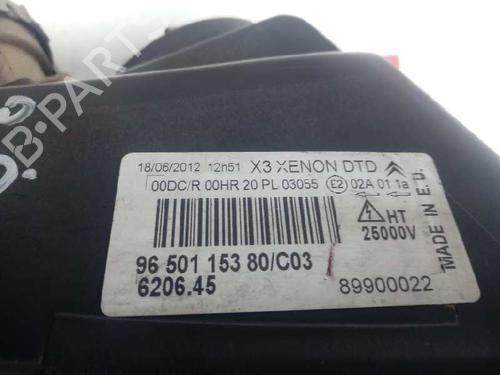 18/06/2012 12h51 X3 XENON DTD
00DC/R 00HR 20 PL 03055 E2 02A 01 1a
HT
25000V
96 501 153 80/C03
6206.45
89900022
MADE IN E.U.
B-PARTS